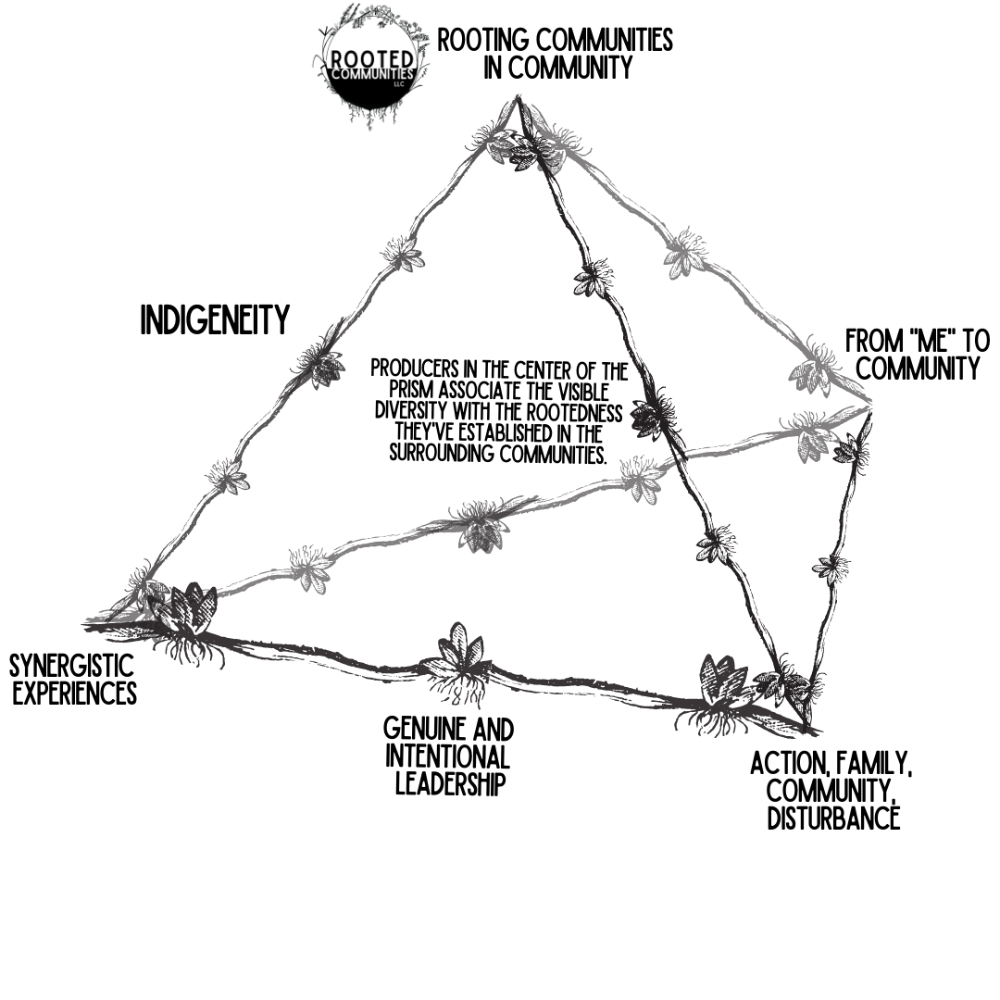 ROOTED
COMMUNITIES
LLC
ROOTING COMMUNITIES
IN COMMUNITY
INDIGENEITY
FROM "ME" TO
COMMUNITY
PRODUCERS IN THE CENTER OF THE
PRISM ASSOCIATE THE VISIBLE
DIVERSITY WITH THE ROOTEDNESS
THEY'VE ESTABLISHED IN THE
SURROUNDING COMMUNITIES.
SYNERGISTIC
EXPERIENCES
GENUINE AND
INTENTIONAL
LEADERSHIP
ACTION, FAMILY,
COMMUNITY,
DISTURBANCE